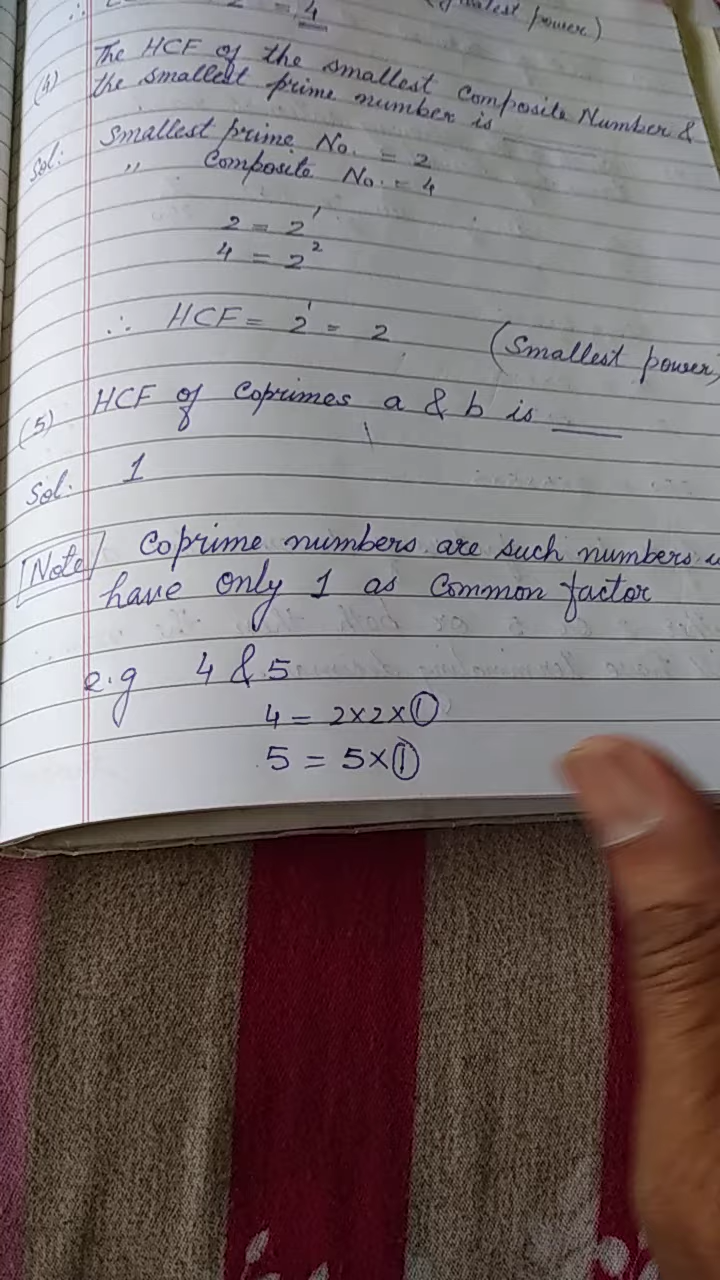 = 4
power)
(4) The HCF of the smallest Composite Number &
the smallest prime number is ______
Sol: Smallest prime No. = 2
,, Composite No. = 4
2 = 2¹
4 = 2²
∴ HCF = 2¹ = 2 (Smallest power
(5) HCF of Coprimes a & b is ____
Sol. 1
Note Coprime numbers are such numbers
have only 1 as Common factor
e.g 4 & 5
4 = 2×2×①
5 = 5×①